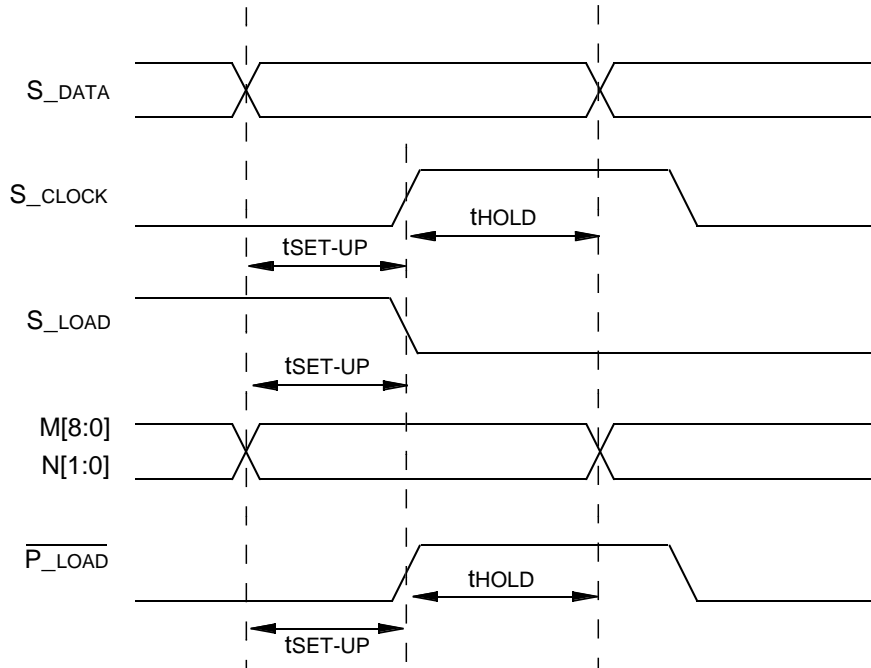 S_DATA
S_CLOCK
tHOLD
tSET-UP
S_LOAD
tSET-UP
M[8:0]
N[1:0]
P_LOAD
tHOLD
tSET-UP